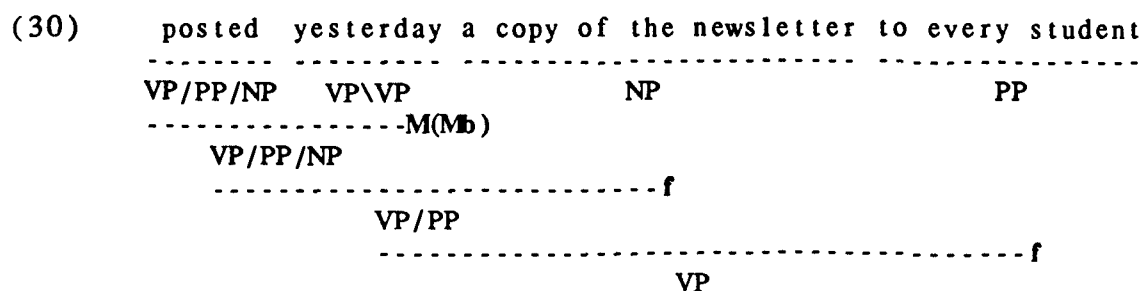 (30) posted yesterday a copy of the newsletter to every student
-------- --------- ------------------------- ----------------
VP/PP/NP VP\VP NP PP
----------------M(Mb)
VP/PP/NP
---------------------------f
VP/PP
---------------------------------------f
VP